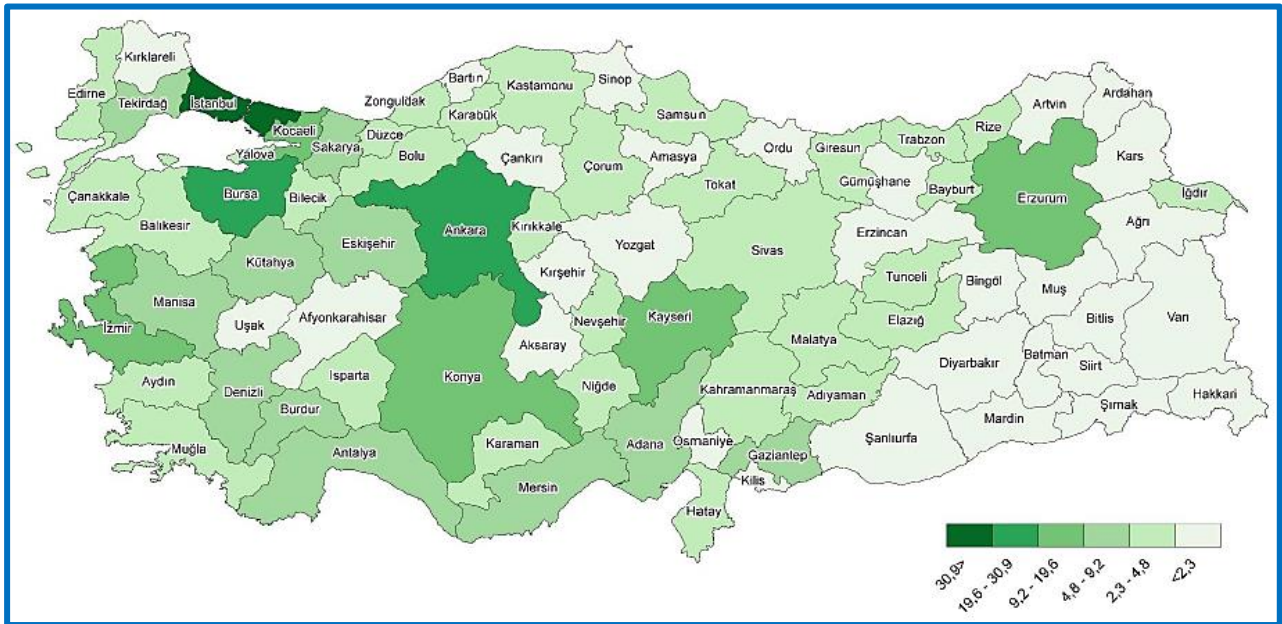 Kırklareli
Edirne
Tekirdağ
İstanbul
Kocaeli
Yalova
Sakarya
Düzce
Zonguldak
Bartın
Karabük
Kastamonu
Sinop
Samsun
Bolu
Çankırı
Çorum
Amasya
Tokat
Ordu
Giresun
Gümüşhane
Trabzon
Bayburt
Rize
Artvin
Ardahan
Kars
Erzurum
Iğdır
Ağrı
Çanakkale
Balıkesir
Bursa
Bilecik
Eskişehir
Kütahya
Ankara
Kırıkkale
Kırşehir
Yozgat
Sivas
Erzincan
Tunceli
Bingöl
Muş
Bitlis
Van
Manisa
İzmir
Uşak
Afyonkarahisar
Aksaray
Nevşehir
Kayseri
Malatya
Elazığ
Diyarbakır
Batman
Siirt
Hakkari
Şırnak
Mardin
Şanlıurfa
Adıyaman
Kahramanmaraş
Aydın
Denizli
Isparta
Burdur
Konya
Niğde
Karaman
Muğla
Antalya
Mersin
Adana
Osmaniye
Gaziantep
Kilis
Hatay
30,9>
19,6 - 30,9
9,2 - 19,6
4,8 - 9,2
2,3 - 4,8
<2,3